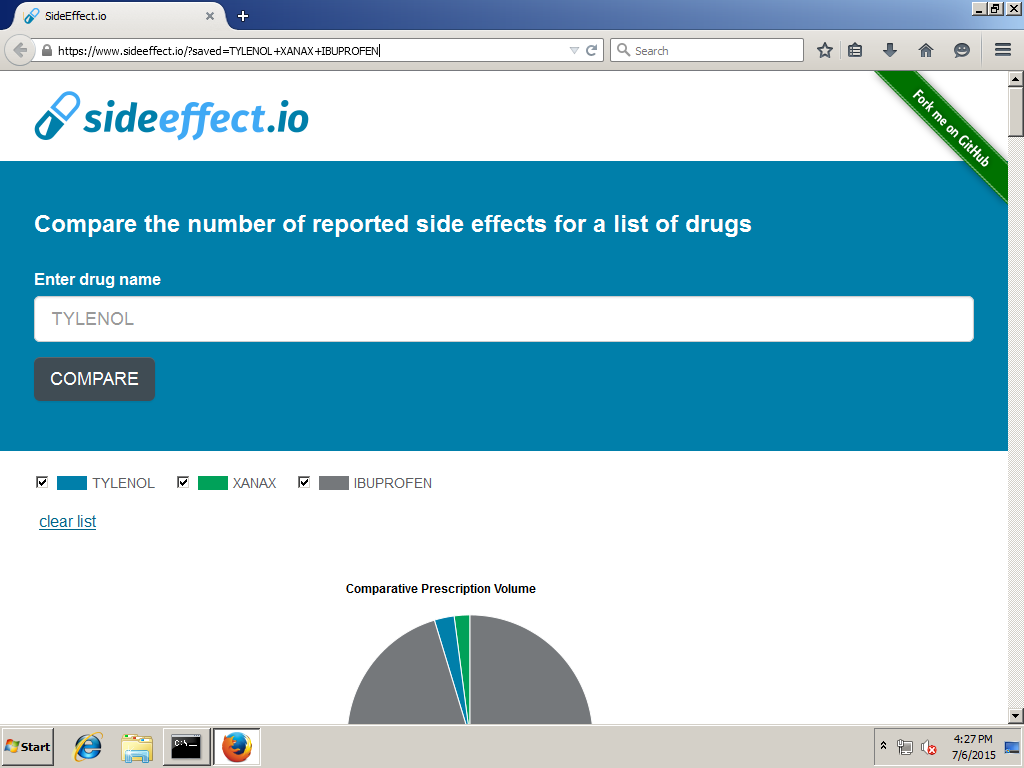 SideEffect.io
https://www.sideeffect.io/?saved=TYLENOL+XANAX+IBUPROFEN
Search
sideeffect.io
Fork me on GitHub
Compare the number of reported side effects for a list of drugs
Enter drug name
TYLENOL
COMPARE
TYLENOL XANAX IBUPROFEN
clear list
Comparative Prescription Volume
Start
C:\_
4:27 PM
7/6/2015